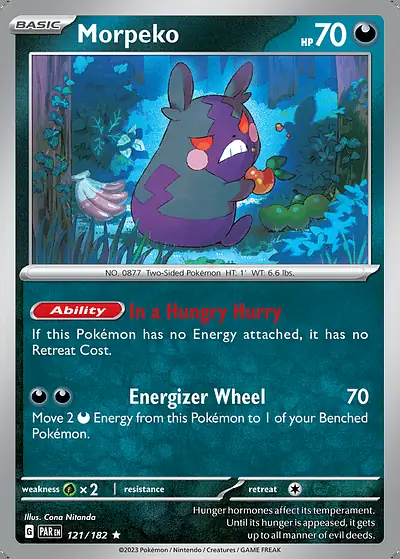 BASIC
Morpeko
HP 70
NO. 0877 Two-Sided Pokémon HT: 1' WT: 6.6 lbs.
Ability In a Hungry Hurry
If this Pokémon has no Energy attached, it has no
Retreat Cost.
Energizer Wheel 70
Move 2 Energy from this Pokémon to 1 of your Benched
Pokémon.
weakness ×2 resistance retreat
Illus. Cona Nitanda
G PAR EN 121/182 ★
Hunger hormones affect its temperament.
Until its hunger is appeased, it gets
up to all manner of evil deeds.
©2023 Pokémon / Nintendo / Creatures / GAME FREAK